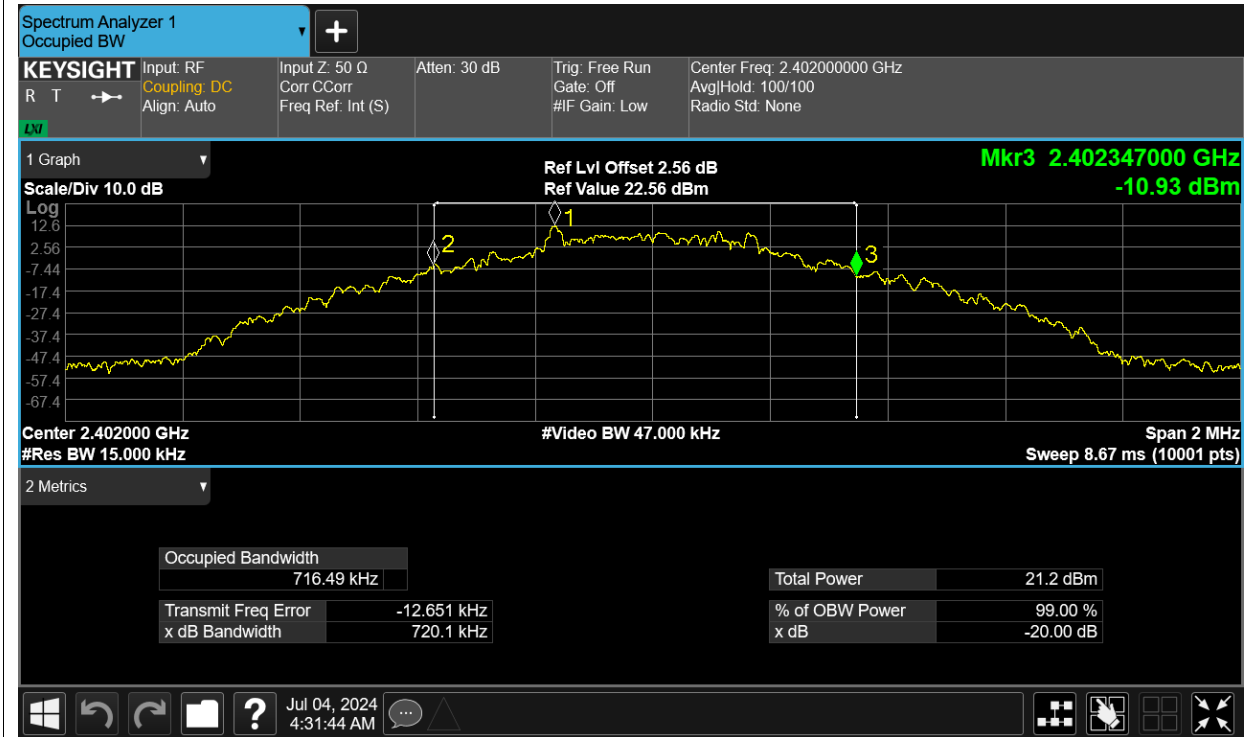 Spectrum Analyzer 1
Occupied BW
KEYSIGHT Input: RF Input Z: 50 Ω Atten: 30 dB Trig: Free Run Center Freq: 2.402000000 GHz
R T Coupling: DC Corr CCorr Gate: Off Avg|Hold: 100/100
Align: Auto Freq Ref: Int (S) #IF Gain: Low Radio Std: None
LXI
1 Graph Ref Lvl Offset 2.56 dB Mkr3 2.402347000 GHz
Scale/Div 10.0 dB Ref Value 22.56 dBm -10.93 dBm
Log
12.6
2.56
-7.44
-17.4
-27.4
-37.4
-47.4
-57.4
-67.4
1
2
3
Center 2.402000 GHz #Video BW 47.000 kHz Span 2 MHz
#Res BW 15.000 kHz Sweep 8.67 ms (10001 pts)
2 Metrics
Occupied Bandwidth
716.49 kHz Total Power 21.2 dBm
Transmit Freq Error -12.651 kHz % of OBW Power 99.00 %
x dB Bandwidth 720.1 kHz x dB -20.00 dB
? Jul 04, 2024
4:31:44 AM